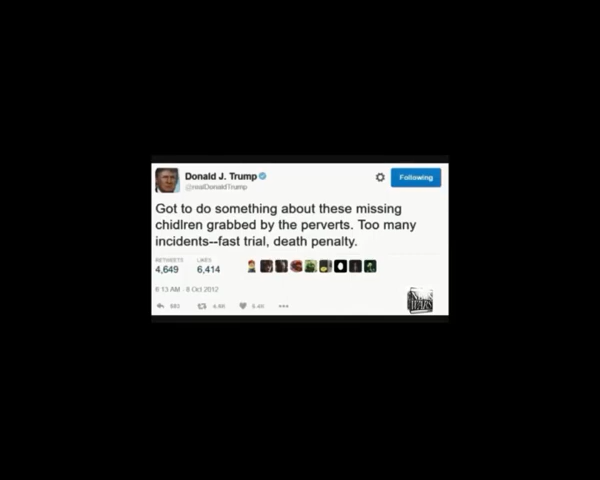 Donald J. Trump
@realDonaldTrump
Following
Got to do something about these missing
chidlren grabbed by the perverts. Too many
incidents--fast trial, death penalty.
RETWEETS LIKES
4,649 6,414
6:13 AM - 8 Oct 2012
WARS